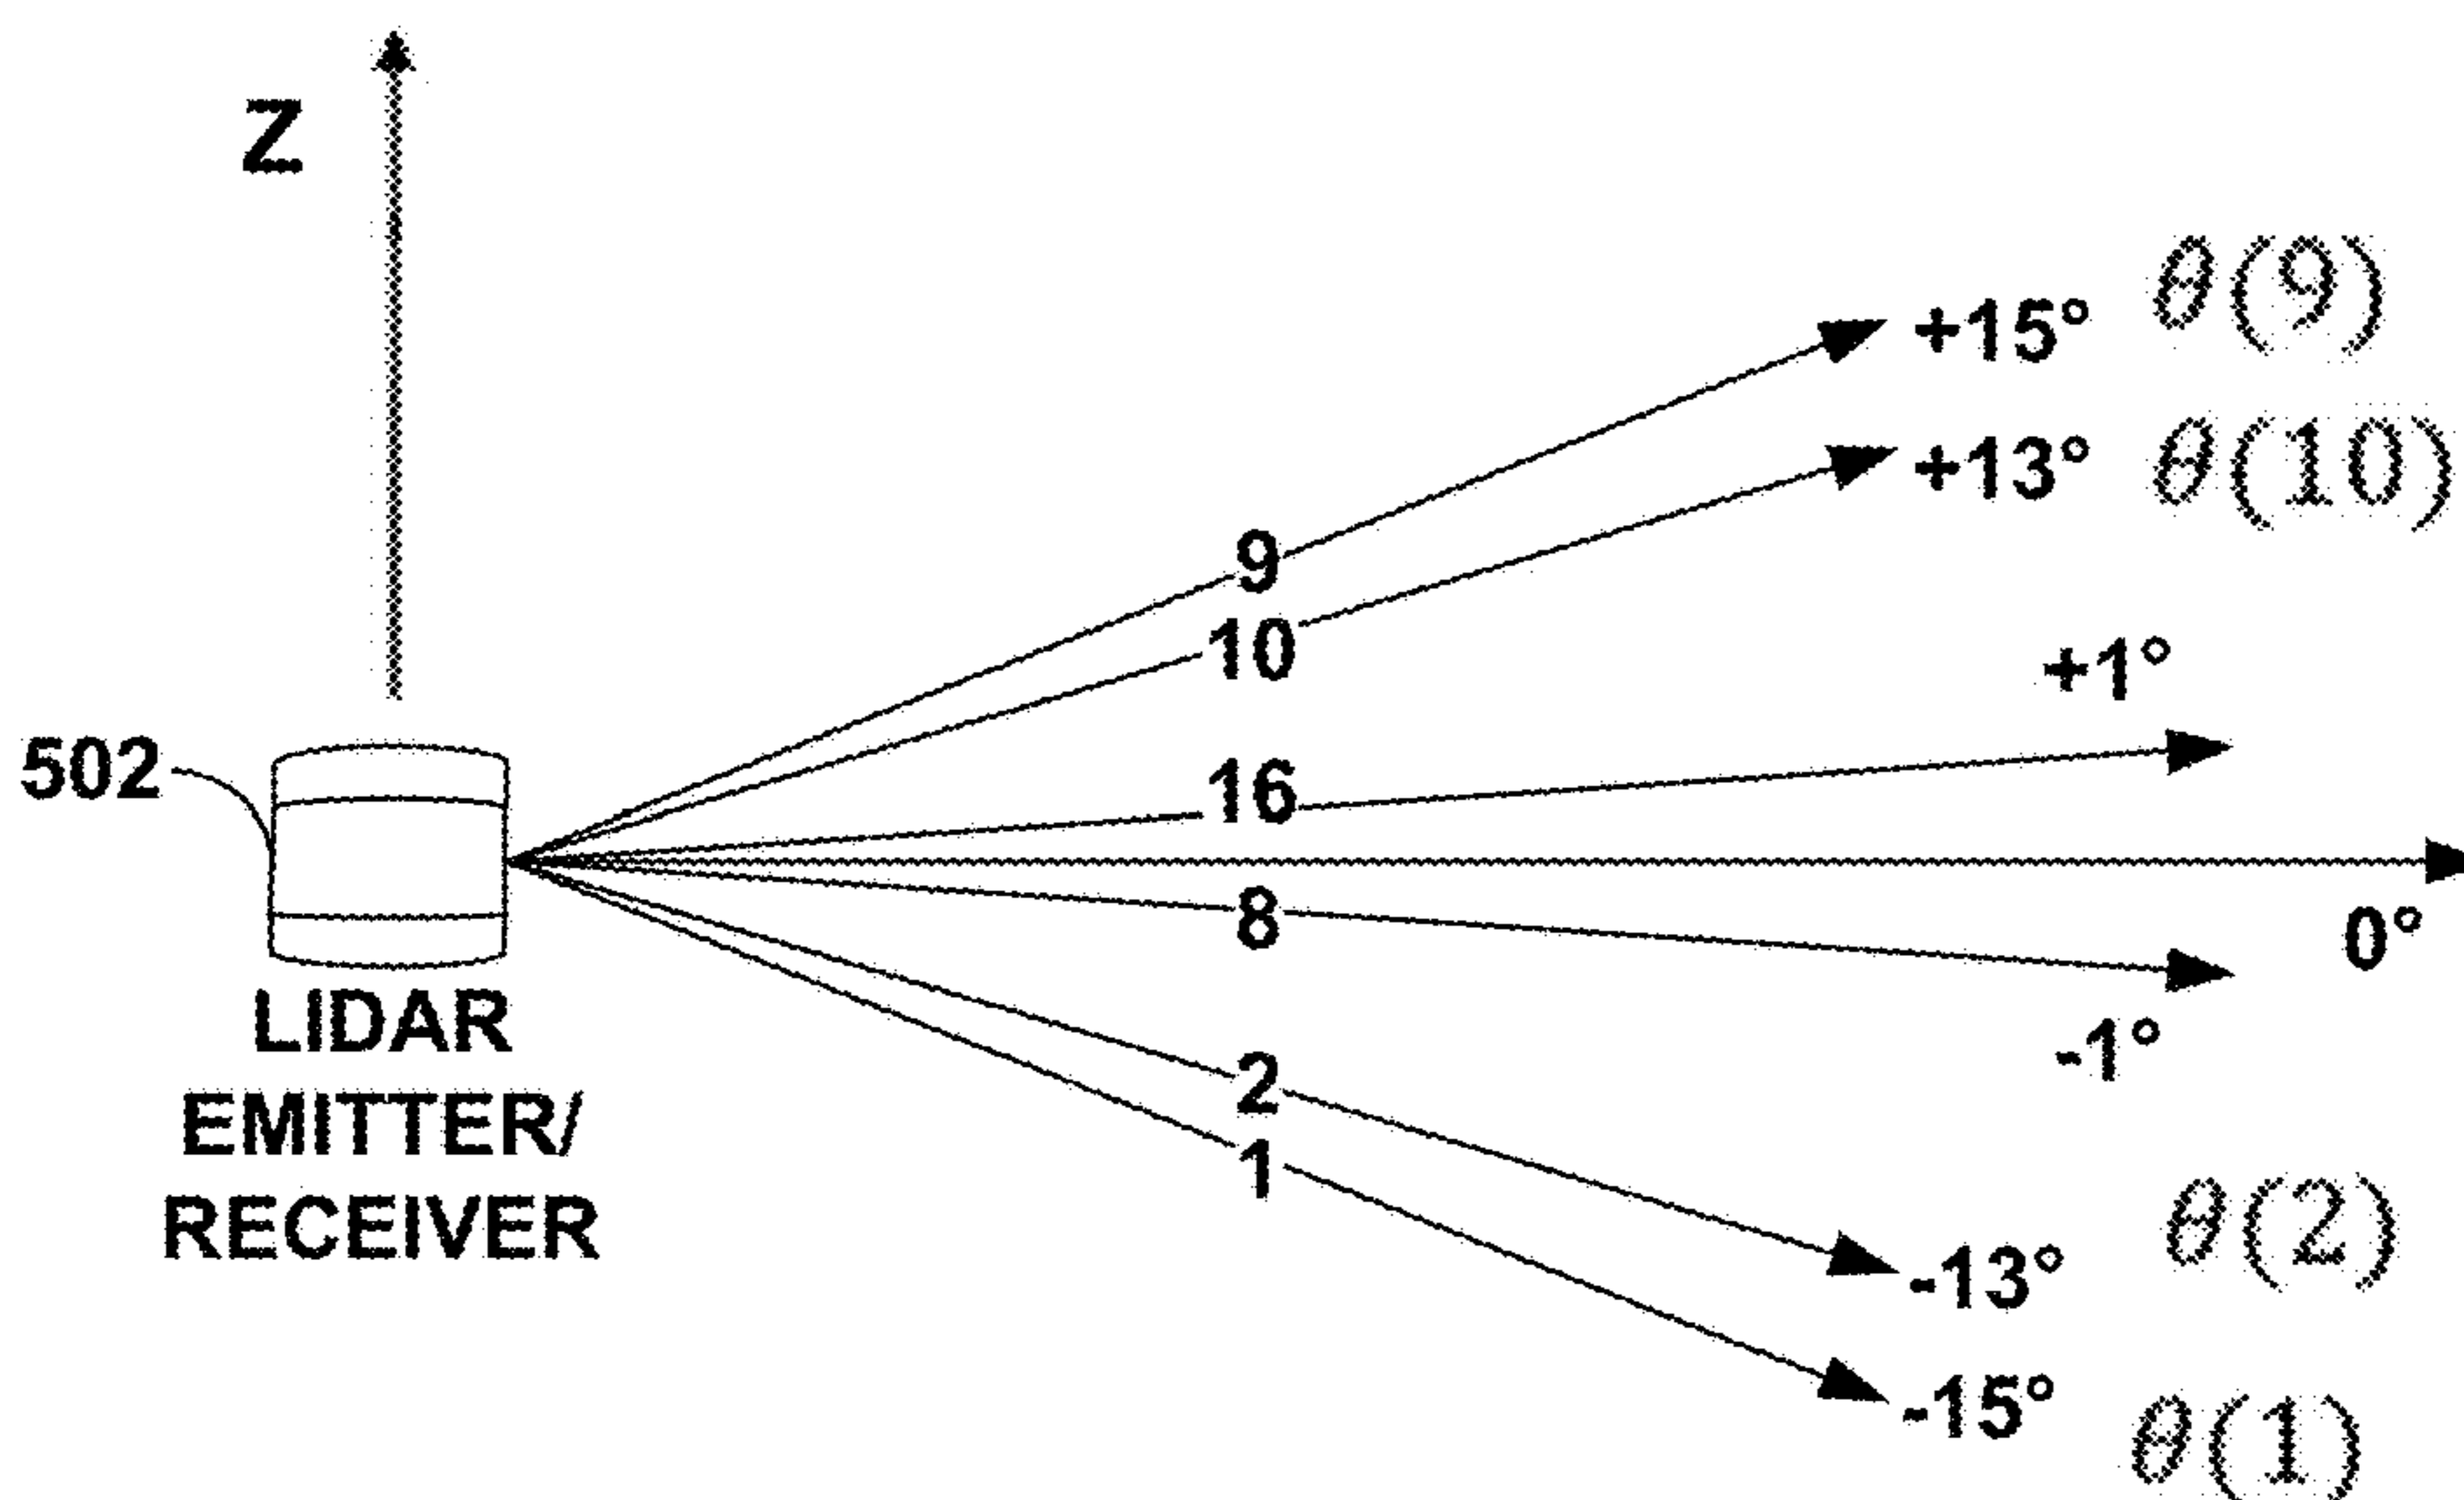 Z
+15° θ(9)
+13° θ(10)
9
10
+1°
502
16
8
0°
LIDAR
EMITTER/
RECEIVER
-1°
2
1
-13° θ(2)
-15° θ(1)